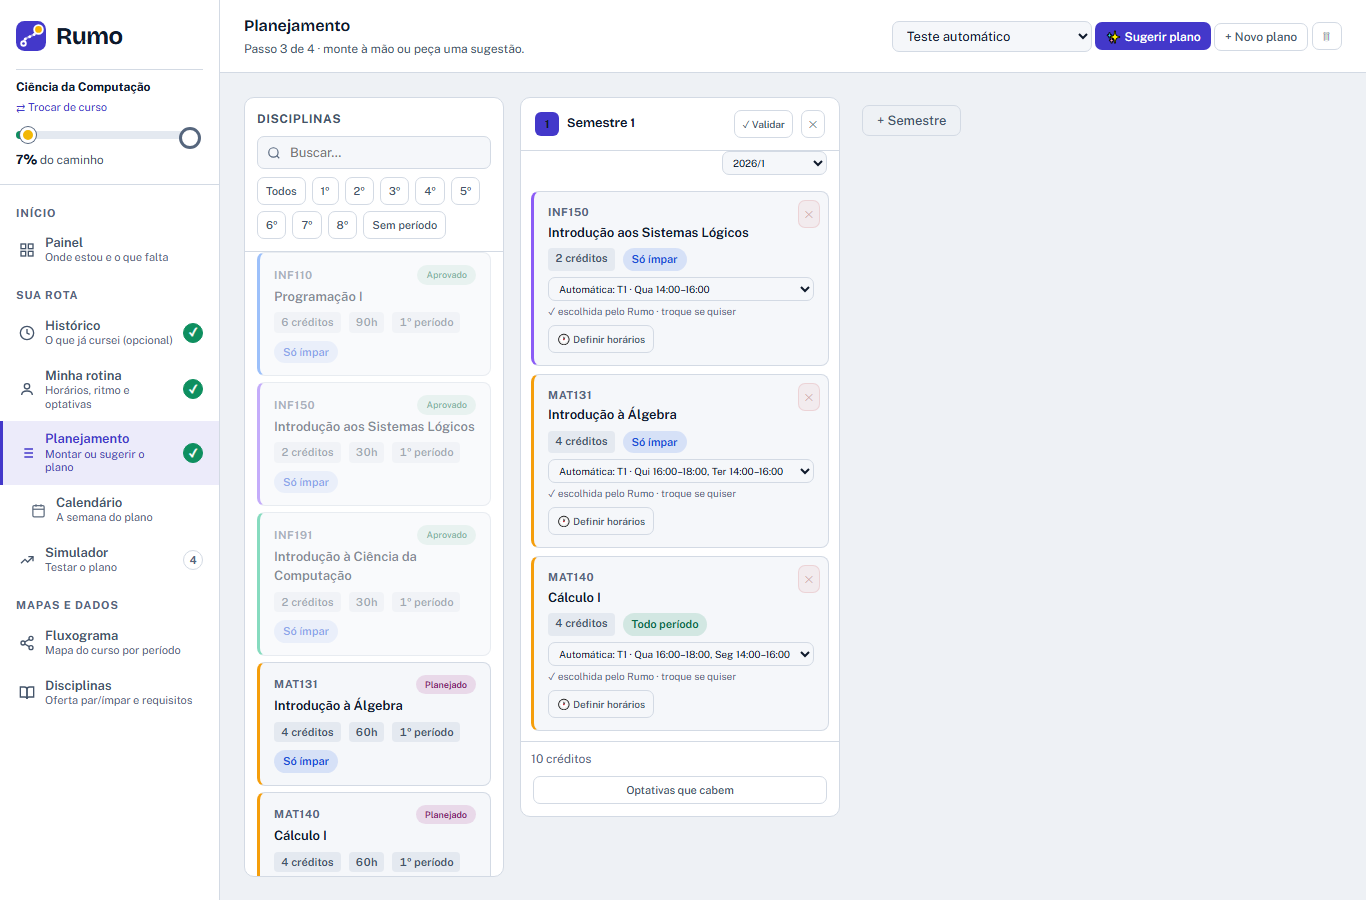 Rumo
Ciência da Computação
⇄ Trocar de curso
7% do caminho
INÍCIO
Painel
Onde estou e o que falta
SUA ROTA
Histórico
O que já cursei (opcional)
Minha rotina
Horários, ritmo e
optativas
Planejamento
Montar ou sugerir o
plano
Calendário
A semana do plano
Simulador
Testar o plano
4
MAPAS E DADOS
Fluxograma
Mapa do curso por período
Disciplinas
Oferta par/ímpar e requisitos
Planejamento
Passo 3 de 4 · monte à mão ou peça uma sugestão.
Teste automático
✨ Sugerir plano
+ Novo plano
DISCIPLINAS
Buscar...
Todos 1º 2º 3º 4º 5º
6º 7º 8º Sem período
INF110 Aprovado
Programação I
6 créditos 90h 1º período
Só ímpar
INF150 Aprovado
Introdução aos Sistemas Lógicos
2 créditos 30h 1º período
Só ímpar
INF191 Aprovado
Introdução à Ciência da
Computação
2 créditos 30h 1º período
Só ímpar
MAT131 Planejado
Introdução à Álgebra
4 créditos 60h 1º período
Só ímpar
MAT140 Planejado
Cálculo I
4 créditos 60h 1º período
1 Semestre 1 ✓ Validar ×
2026/1
INF150 ×
Introdução aos Sistemas Lógicos
2 créditos Só ímpar
Automática: T1 · Qua 14:00–16:00
✓ escolhida pelo Rumo · troque se quiser
Definir horários
MAT131 ×
Introdução à Álgebra
4 créditos Só ímpar
Automática: T1 · Qui 16:00–18:00, Ter 14:00–16:00
✓ escolhida pelo Rumo · troque se quiser
Definir horários
MAT140 ×
Cálculo I
4 créditos Todo período
Automática: T1 · Qua 16:00–18:00, Seg 14:00–16:00
✓ escolhida pelo Rumo · troque se quiser
Definir horários
10 créditos
Optativas que cabem
+ Semestre